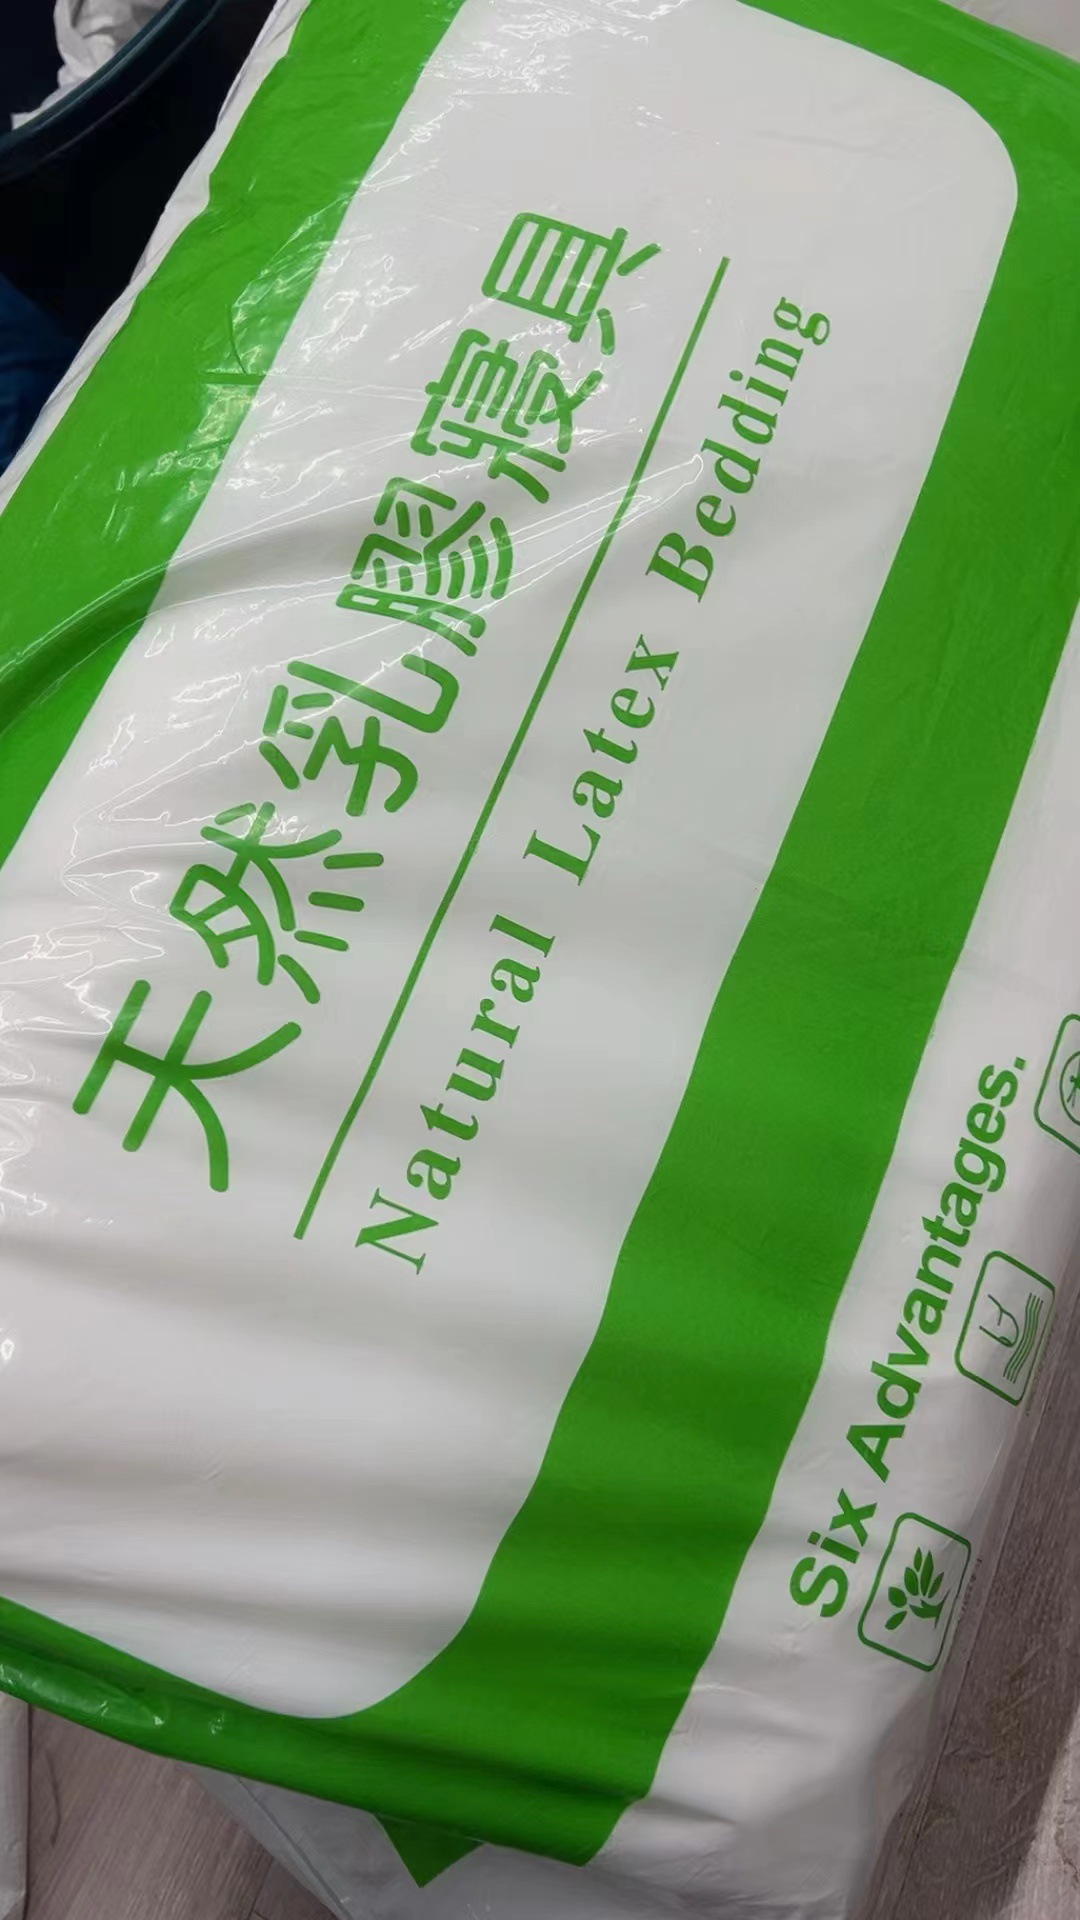 天然乳膠寢具
Natural Latex Bedding
Six Advantages.